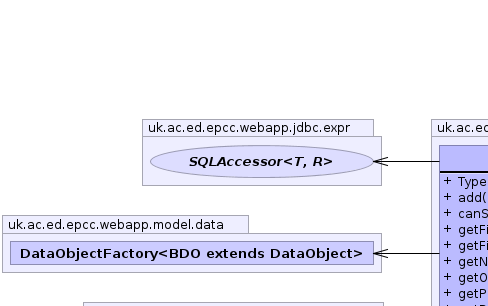 uk.ac.ed.epcc.webapp.jdbc.expr
uk.ac.ec
SQLAccessor<T, R>
+ Type
+ add(
+ canS
uk.ac.ed.epcc.webapp.model.data
+ getFi
+ getFi
DataObjectFactory<BDO extends DataObject>
+ getN
+ getO
+ getP